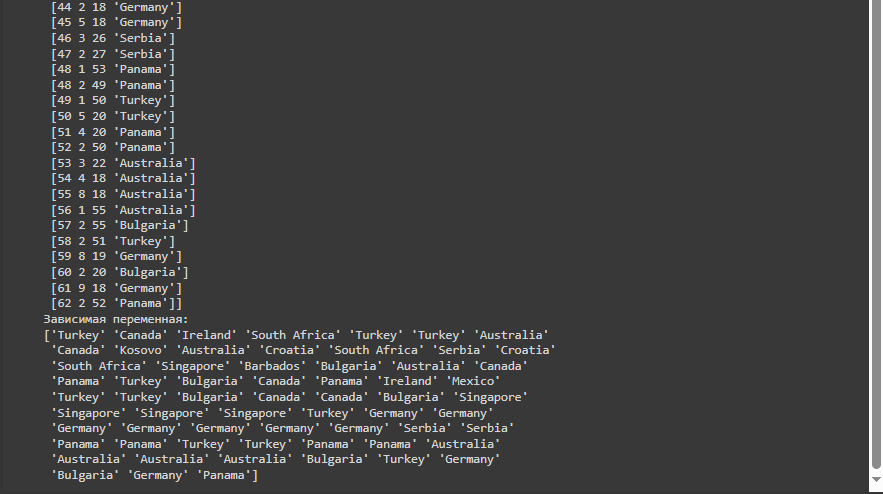 [44 2 18 'Germany']
[45 5 18 'Germany']
[46 3 26 'Serbia']
[47 2 27 'Serbia']
[48 1 53 'Panama']
[48 2 49 'Panama']
[49 1 50 'Turkey']
[50 5 20 'Turkey']
[51 4 20 'Panama']
[52 2 50 'Panama']
[53 3 22 'Australia']
[54 4 18 'Australia']
[55 8 18 'Australia']
[56 1 55 'Australia']
[57 2 55 'Bulgaria']
[58 2 51 'Turkey']
[59 8 19 'Germany']
[60 2 20 'Bulgaria']
[61 9 18 'Germany']
[62 2 52 'Panama']]
Зависимая переменная:
['Turkey' 'Canada' 'Ireland' 'South Africa' 'Turkey' 'Turkey' 'Australia'
'Canada' 'Kosovo' 'Australia' 'Croatia' 'South Africa' 'Serbia' 'Croatia'
'South Africa' 'Singapore' 'Barbados' 'Bulgaria' 'Australia' 'Canada'
'Panama' 'Turkey' 'Bulgaria' 'Canada' 'Panama' 'Ireland' 'Mexico'
'Turkey' 'Turkey' 'Bulgaria' 'Canada' 'Canada' 'Bulgaria' 'Singapore'
'Singapore' 'Singapore' 'Singapore' 'Turkey' 'Germany' 'Germany'
'Germany' 'Germany' 'Germany' 'Germany' 'Germany' 'Serbia' 'Serbia'
'Panama' 'Panama' 'Turkey' 'Turkey' 'Panama' 'Panama' 'Australia'
'Australia' 'Australia' 'Australia' 'Bulgaria' 'Turkey' 'Germany'
'Bulgaria' 'Germany' 'Panama']